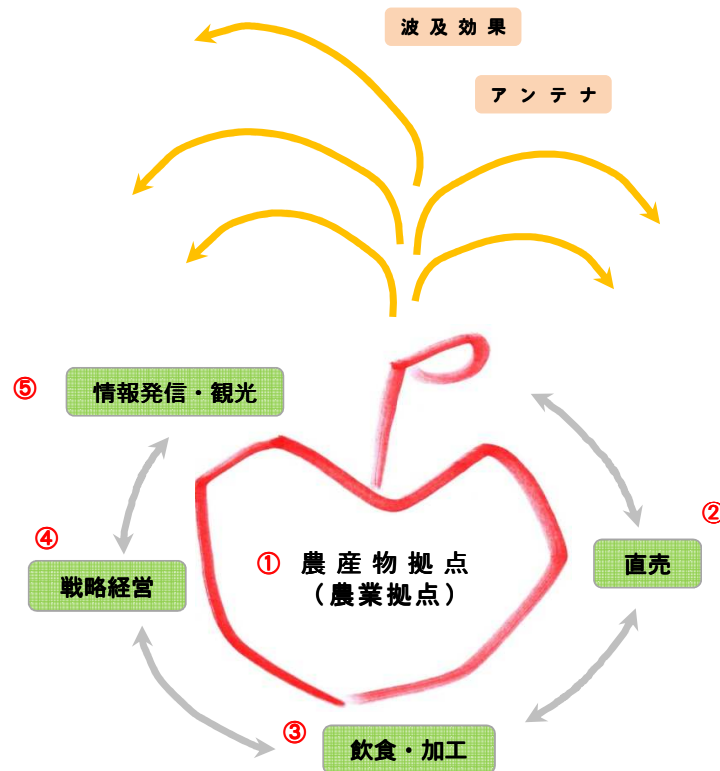 波及効果
アンテナ
⑤ 情報発信・観光
②
④
直売
① 農産物拠点
戦略経営
（農業拠点）
③ 飲食・加工